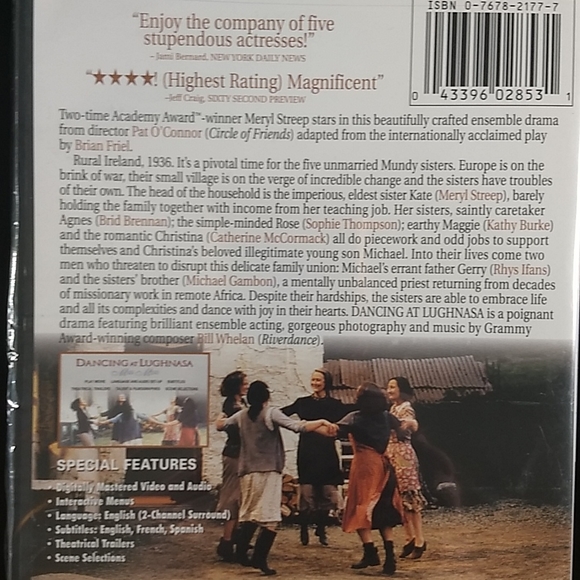 ISBN 0-7678-2177-7
“Enjoy the company of five
stupendous actresses!”
– Jami Bernard, NEW YORK DAILY NEWS
“★★★★! (Highest Rating) Magnificent”
–Jeff Craig, SIXTY SECOND PREVIEW
0 43396 02853 1
Two-time Academy Award™-winner Meryl Streep stars in this beautifully crafted ensemble drama
from director Pat O'Connor (Circle of Friends) adapted from the internationally acclaimed play
by Brian Friel.
Rural Ireland, 1936. It's a pivotal time for the five unmarried Mundy sisters. Europe is on the
brink of war, their small village is on the verge of incredible change and the sisters have troubles
of their own. The head of the household is the imperious, eldest sister Kate (Meryl Streep), barely
holding the family together with income from her teaching job. Her sisters, saintly caretaker
Agnes (Brid Brennan); the simple-minded Rose (Sophie Thompson); earthy Maggie (Kathy Burke)
and the romantic Christina (Catherine McCormack) all do piecework and odd jobs to support
themselves and Christina's beloved illegitimate young son Michael. Into their lives come two
men who threaten to disrupt this delicate family union: Michael's errant father Gerry (Rhys Ifans)
and the sisters' brother (Michael Gambon), a mentally unbalanced priest returning from decades
of missionary work in remote Africa. Despite their hardships, the sisters are able to embrace life
and all its complexities and dance with joy in their hearts. DANCING AT LUGHNASA is a poignant
drama featuring brilliant ensemble acting, gorgeous photography and music by Grammy
Award-winning composer Bill Whelan (Riverdance).
DANCING AT LUGHNASA
SPECIAL FEATURES
• Digitally Mastered Video and Audio
• Interactive Menus
• Language: English (2-Channel Surround)
• Subtitles: English, French, Spanish
• Theatrical Trailers
• Scene Selections